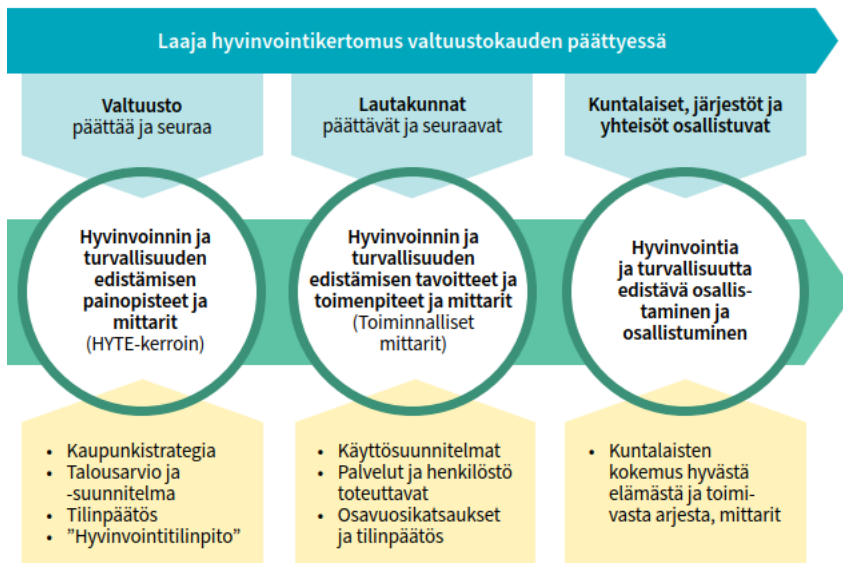 Laaja hyvinvointikertomus valtuustokauden päättyessä
Valtuusto
päättää ja seuraa
Lautakunnat
päättävät ja seuraavat
Kuntalaiset, järjestöt ja
yhteisöt osallistuvat
Hyvinvoinnin ja
turvallisuuden
edistämisen
painopisteet ja
mittarit
(HYTE-kerroin)
Hyvinvoinnin ja
turvallisuuden
edistämisen tavoitteet ja
toimenpiteet ja mittarit
(Toiminnalliset
mittarit)
Hyvinvointia
ja turvallisuutta
edistävä osallis-
taminen ja
osallistuminen
• Kaupunkistrategia
• Talousarvio ja
-suunnitelma
• Tilinpäätös
• ”Hyvinvointitilinpito”
• Käyttösuunnitelmat
• Palvelut ja henkilöstö
toteuttavat
• Osavuosikatsaukset
ja tilinpäätös
• Kuntalaisten
kokemus hyvästä
elämästä ja toimi-
vasta arjesta, mittarit